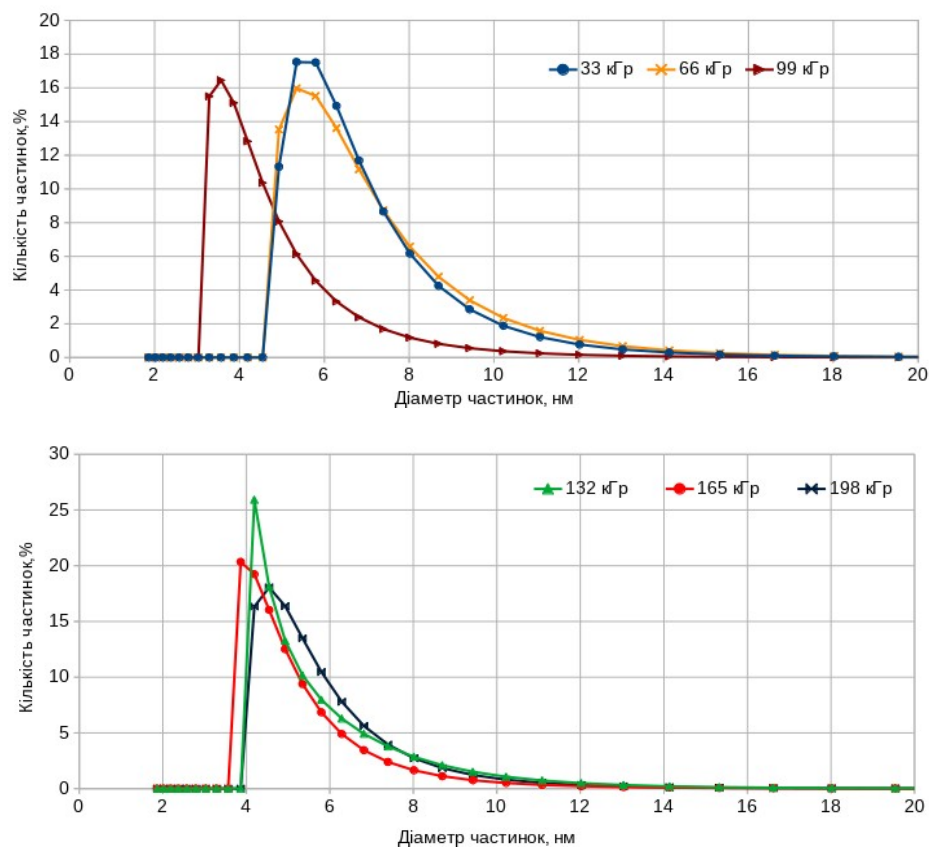 20
18
16
14
12
10
8
6
4
2
0
Кількість частинок,%
33 кГр 66 кГр 99 кГр
0 2 4 6 8 10 12 14 16 18 20
Діаметр частинок, нм
30
25
20
15
10
5
0
Кількість частинок,%
132 кГр 165 кГр 198 кГр
0 2 4 6 8 10 12 14 16 18 20
Діаметр частинок, нм